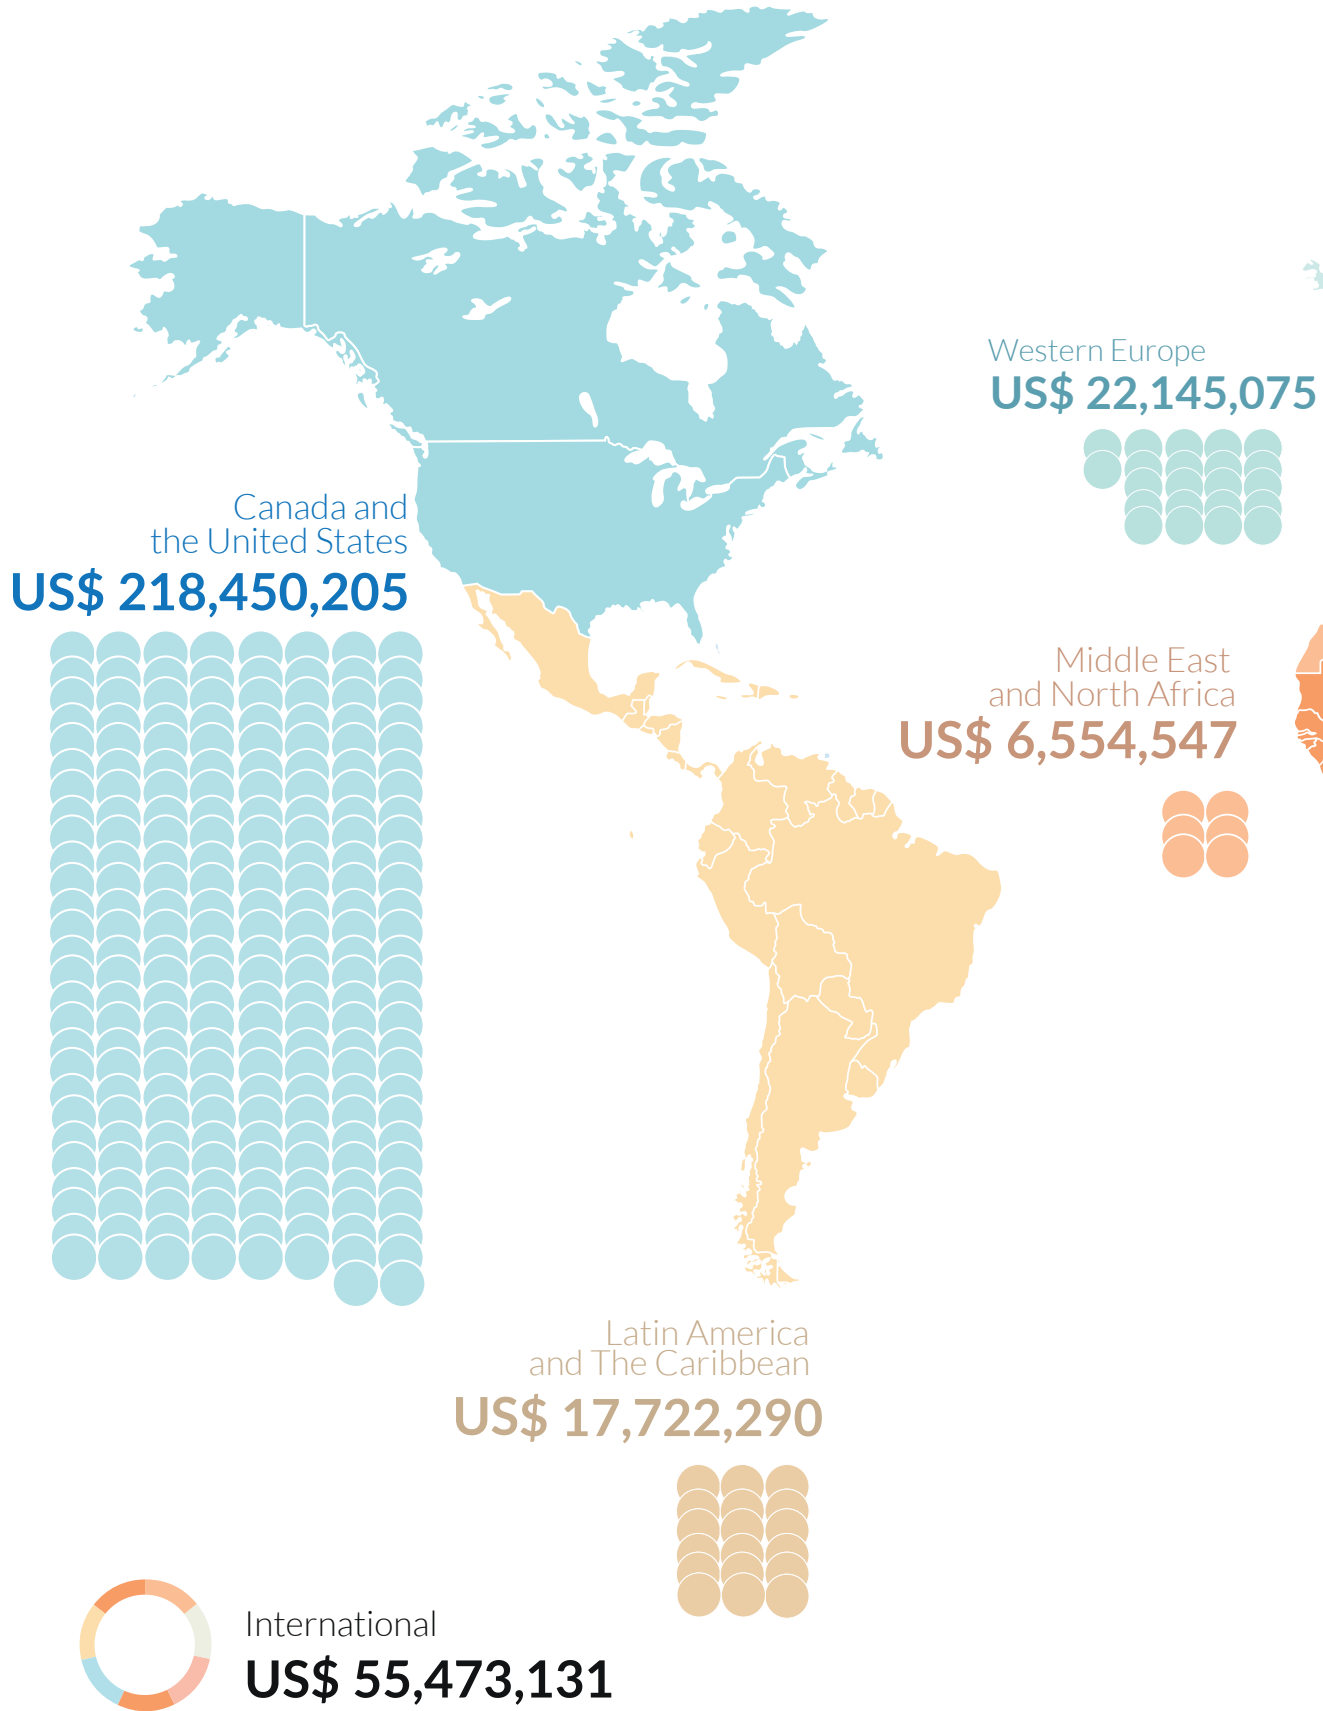 Western Europe
US$ 22,145,075
Canada and
the United States
US$ 218,450,205
Middle East
and North Africa
US$ 6,554,547
Latin America
and The Caribbean
US$ 17,722,290
International
US$ 55,473,131